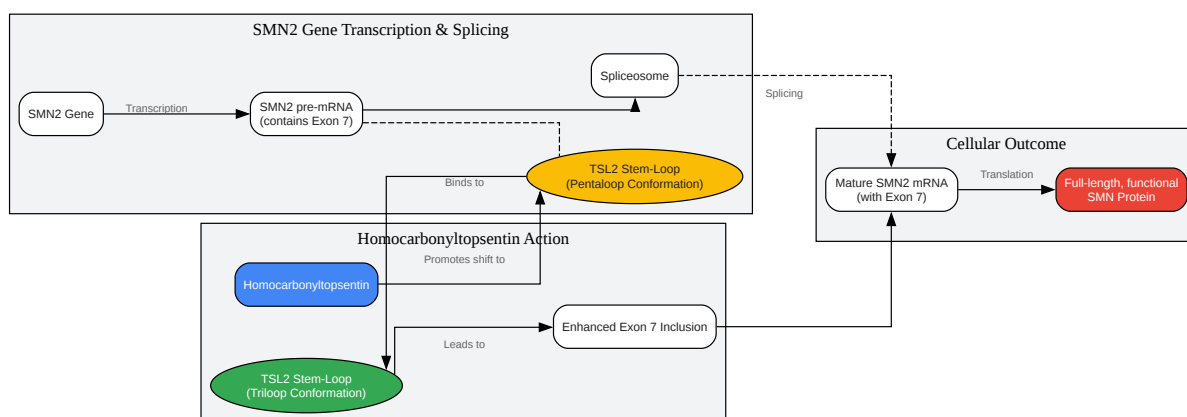 SMN2 Gene Transcription & Splicing
Spliceosome
Splicing
SMN2 Gene
Transcription
SMN2 pre-mRNA
(contains Exon 7)
Cellular Outcome
TSL2 Stem-Loop
(Pentaloop Conformation)
Binds to
Mature SMN2 mRNA
(with Exon 7)
Translation
Full-length, functional
SMN Protein
Homocarbonyltopsentin Action
Promotes shift to
Homocarbonyltopsentin
Enhanced Exon 7 Inclusion
Leads to
TSL2 Stem-Loop
(Triloop Conformation)